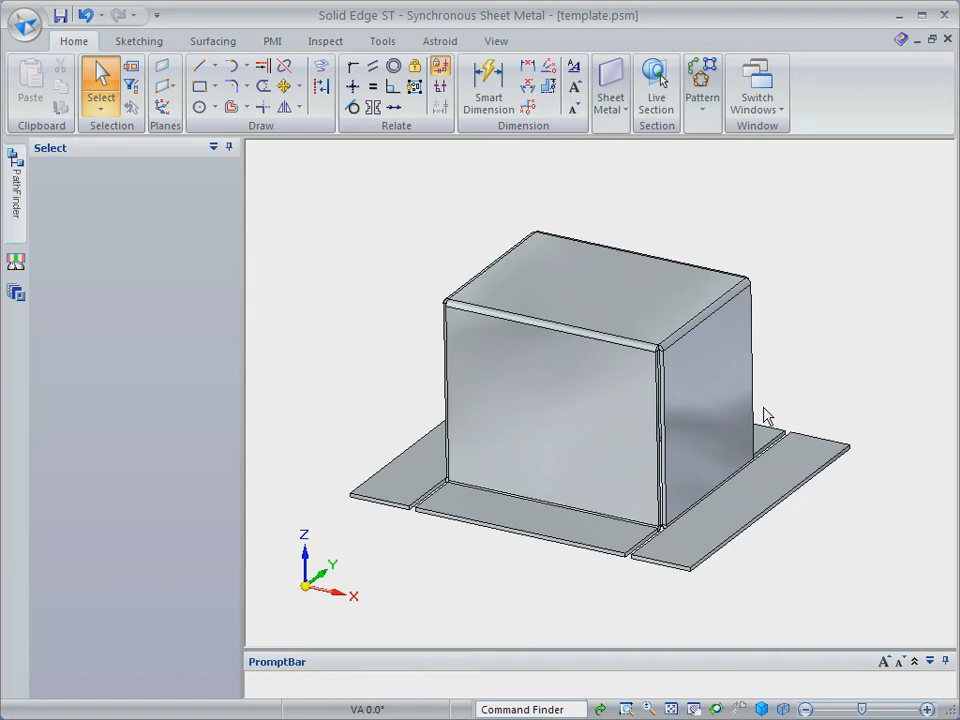 Solid Edge ST - Synchronous Sheet Metal - [template.psm]
Home Sketching Surfacing PMI Inspect Tools Astroid View
Paste Select Smart Dimension Sheet Metal Live Section Pattern Switch Windows
Clipboard Selection Planes Draw Relate Dimension Section Window
Select
PathFinder
Z
Y
X
PromptBar
VA 0.0° Command Finder